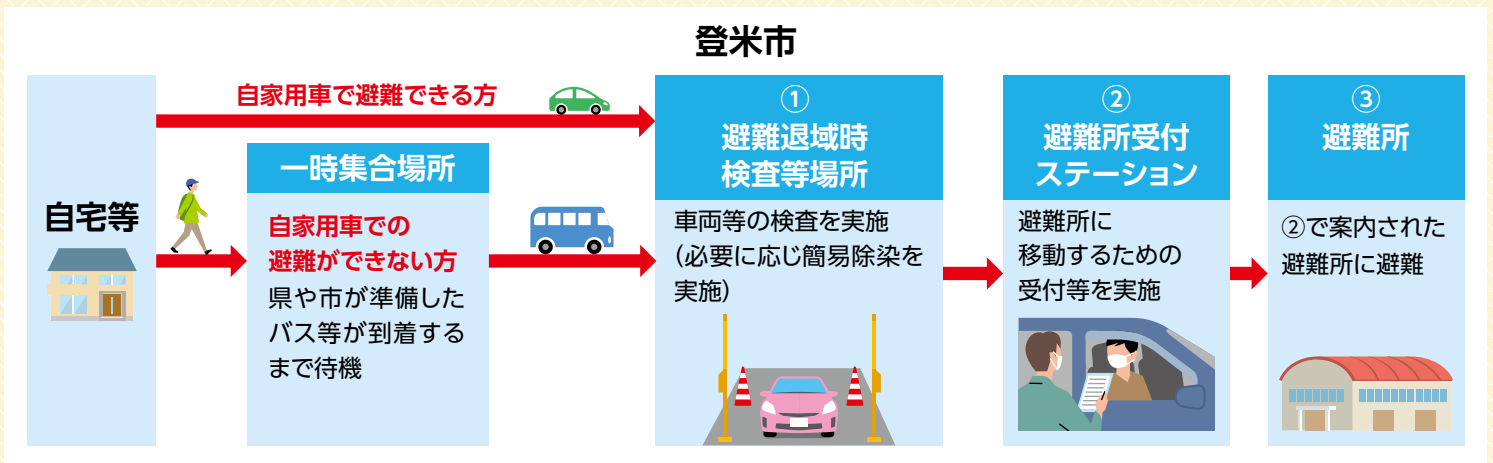 登米市
自宅等
自家用車で避難できる方
一時集合場所
自家用車での
避難ができない方
県や市が準備した
バス等が到着する
まで待機
①
避難退域時
検査等場所
車両等の検査を実施
（必要に応じ簡易除染を
実施）
②
避難所受付
ステーション
避難所に
移動するための
受付等を実施
③
避難所
②で案内された
避難所に避難